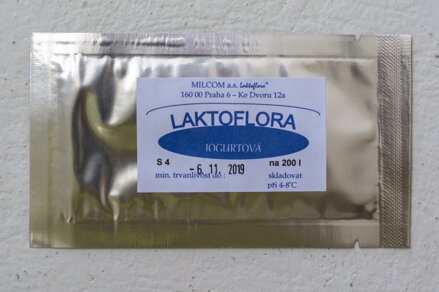 MILCOM a.s. Laktoflora®
160 00 Praha 6 – Ke Dvoru 12a
LAKTOFLORA
JOGURTOVÁ
S 4 na 200 l
- 6. 11. 2019
min. trvanlivost do : skladovat
při 4-8°C